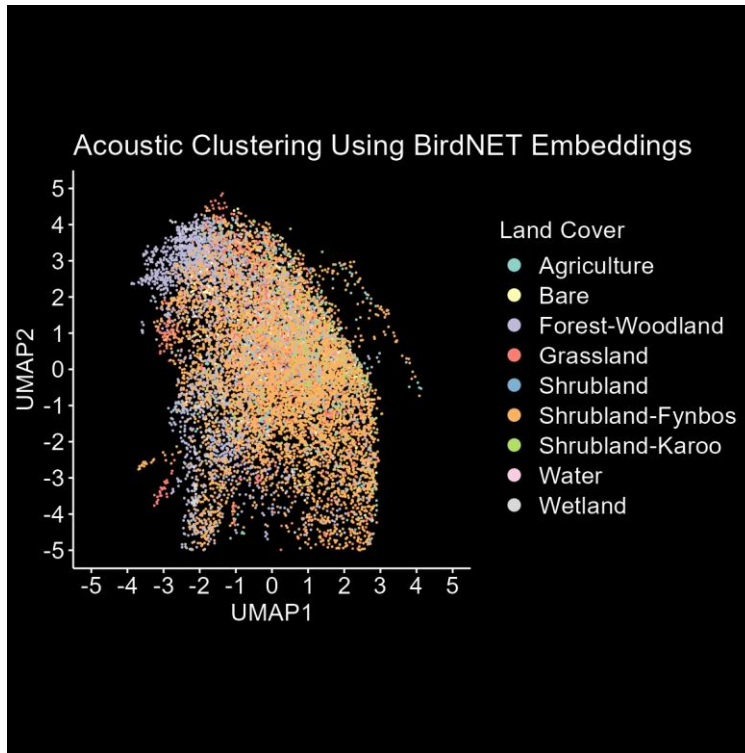 Acoustic Clustering Using BirdNET Embeddings
5
4
3
2
1
0
-1
-2
-3
-4
-5
UMAP2
-5 -4 -3 -2 -1 0 1 2 3 4 5
UMAP1
Land Cover
Agriculture
Bare
Forest-Woodland
Grassland
Shrubland
Shrubland-Fynbos
Shrubland-Karoo
Water
Wetland